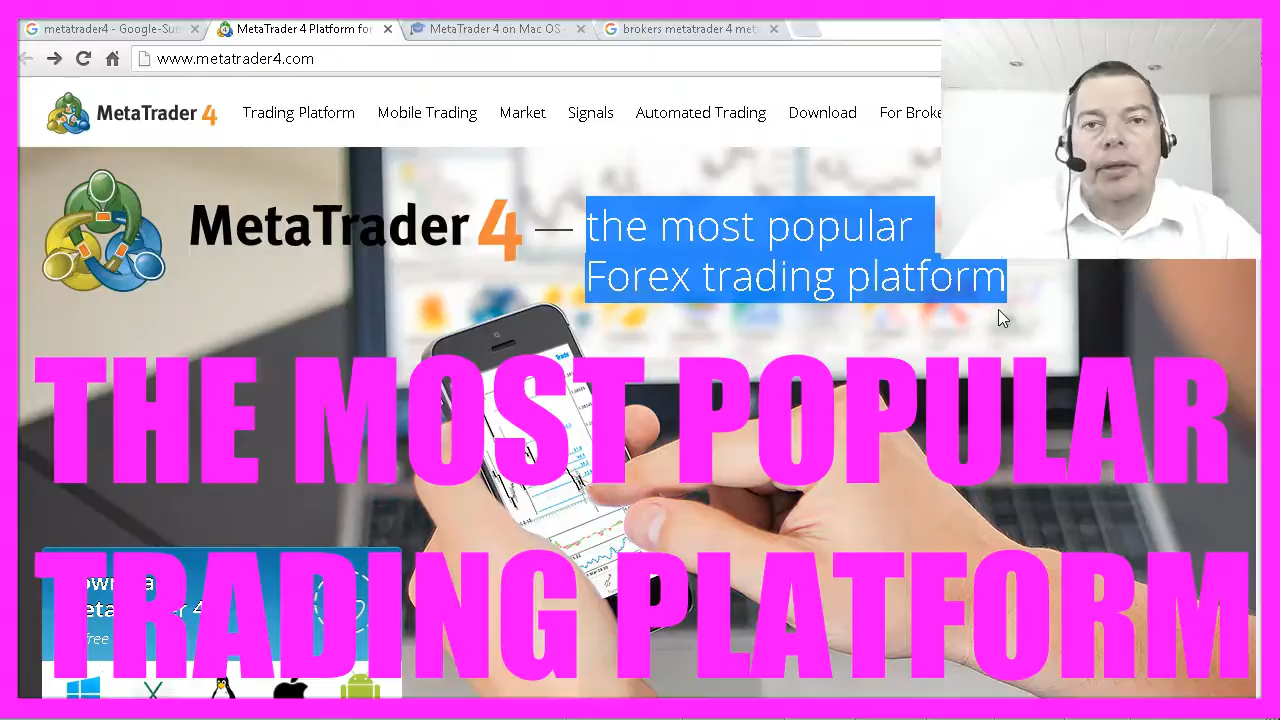 metatrader4 - Google-Su
MetaTrader 4 Platform for
MetaTrader 4 on Mac OS -
brokers metatrader 4 met
www.metatrader4.com
MetaTrader 4
Trading Platform
Mobile Trading
Market
Signals
Automated Trading
Download
For Broke
MetaTrader 4 — the most popular
Forex trading platform
Trade
THE MOST POPULAR
TRADING PLATFORM
free